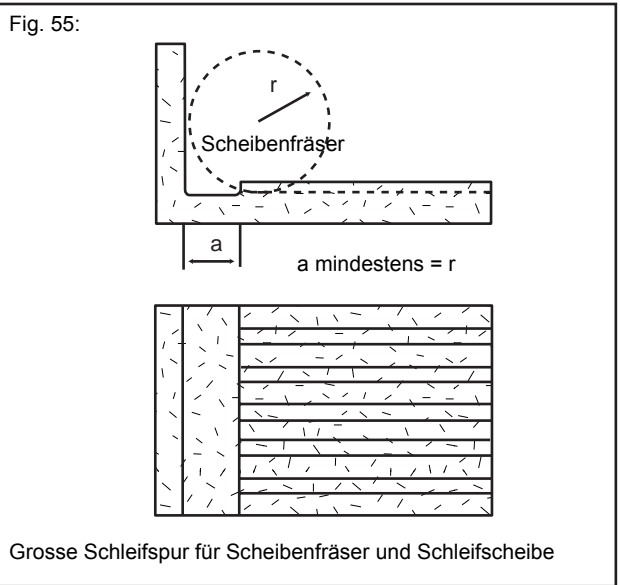 Fig. 55:
r
Scheibenfräser
a
a mindestens = r
Grosse Schleifspur für Scheibenfräser und Schleifscheibe